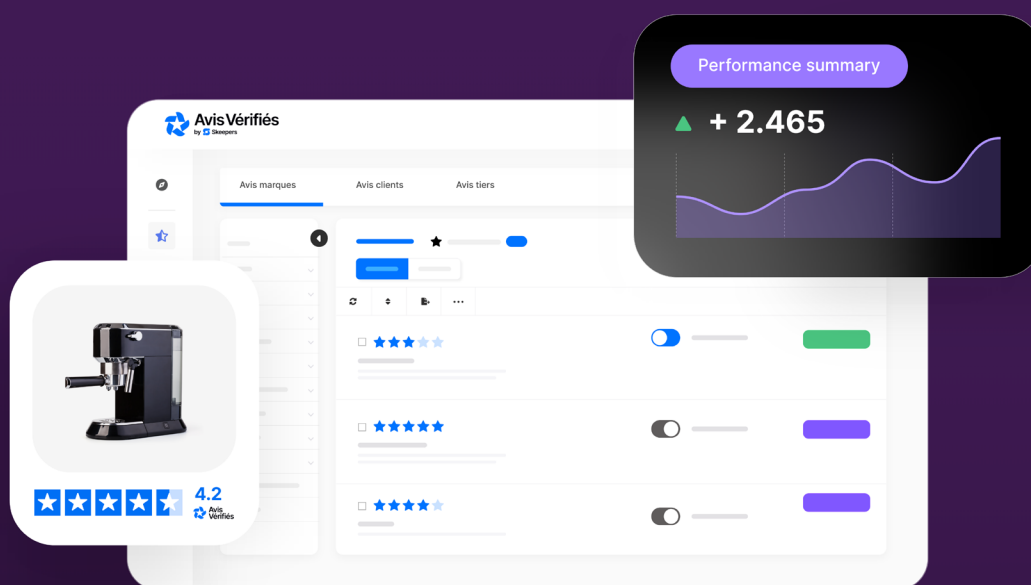 Performance summary
+ 2.465
Avis Vérifiés
by Skeepers
Avis marques
Avis clients
Avis tiers
4.2
Avis
Vérifiés